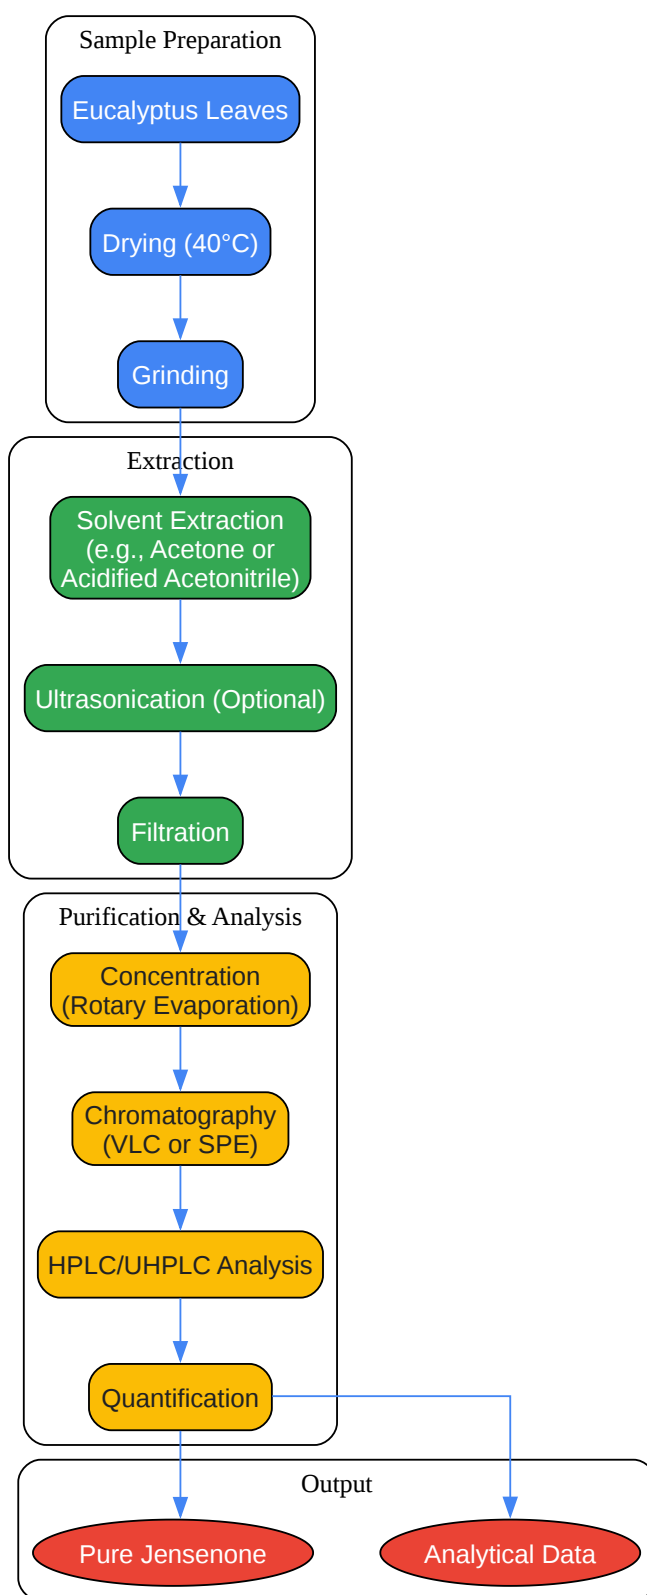 Sample Preparation
Eucalyptus Leaves
Drying (40°C)
Grinding
Extraction
Solvent Extraction
(e.g., Acetone or
Acidified Acetonitrile)
Ultrasonication (Optional)
Filtration
Purification & Analysis
Concentration
(Rotary Evaporation)
Chromatography
(VLC or SPE)
HPLC/UHPLC Analysis
Quantification
Output
Pure Jensenone
Analytical Data